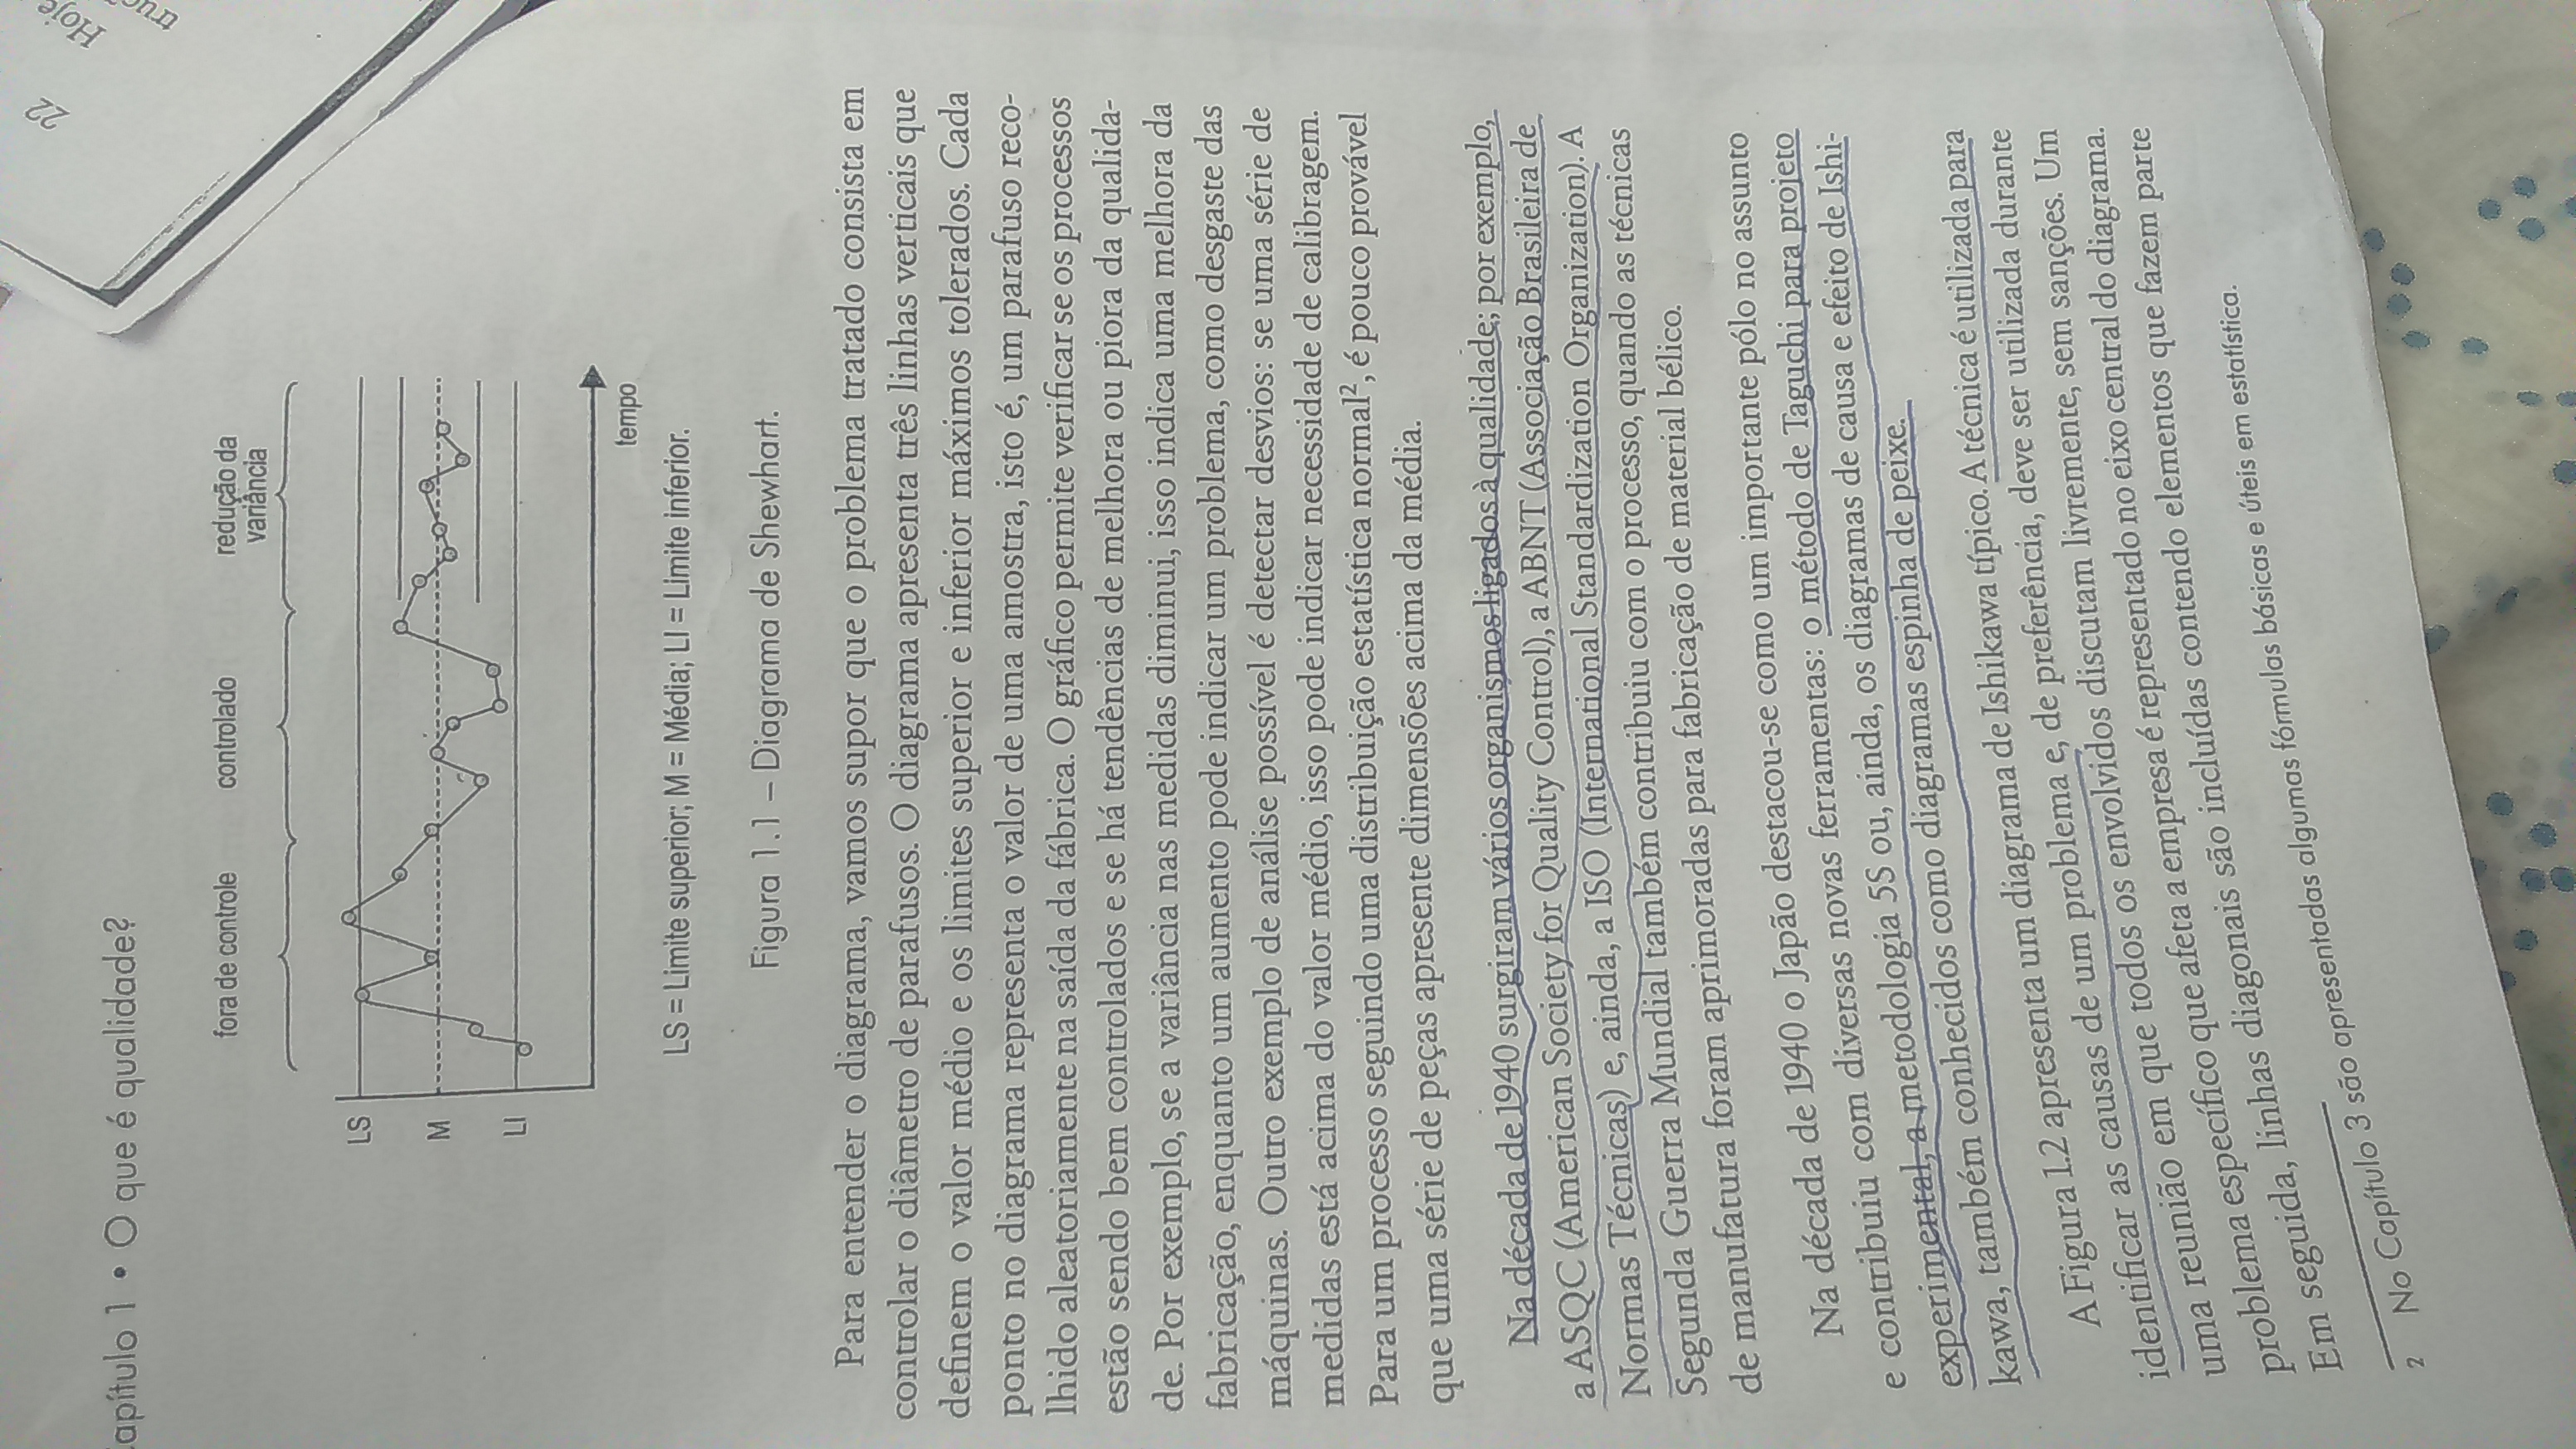 apítulo 1 • O que é qualidade?
22
Hoje
fora de controle controlado redução da
variância
LS
M
LI
tempo
LS = Limite superior; M = Média; LI = Limite inferior.
Figura 1.1 – Diagrama de Shewhart.
Para entender o diagrama, vamos supor que o problema tratado consista em
controlar o diâmetro de parafusos. O diagrama apresenta três linhas verticais que
definem o valor médio e os limites superior e inferior máximos tolerados. Cada
ponto no diagrama representa o valor de uma amostra, isto é, um parafuso reco-
lhido aleatoriamente na saída da fábrica. O gráfico permite verificar se os processos
estão sendo bem controlados e se há tendências de melhora ou piora da qualida-
de. Por exemplo, se a variância nas medidas diminui, isso indica uma melhora da
fabricação, enquanto um aumento pode indicar um problema, como desgaste das
máquinas. Outro exemplo de análise possível é detectar desvios: se uma série de
medidas está acima do valor médio, isso pode indicar necessidade de calibragem.
Para um processo seguindo uma distribuição estatística normal², é pouco provável
que uma série de peças apresente dimensões acima da média.
Na década de 1940 surgiram vários organismos ligados à qualidade; por exemplo,
a ASQC (American Society for Quality Control), a ABNT (Associação Brasileira de
Normas Técnicas) e, ainda, a ISO (International Standardization Organization). A
Segunda Guerra Mundial também contribuiu com o processo, quando as técnicas
de manufatura foram aprimoradas para fabricação de material bélico.
Na década de 1940 o Japão destacou-se como um importante pólo no assunto
e contribuiu com diversas novas ferramentas: o método de Taguchi para projeto
experimental, a metodologia 5S ou, ainda, os diagramas de causa e efeito de Ishi-
kawa, também conhecidos como diagramas espinha de peixe.
A Figura 1.2 apresenta um diagrama de Ishikawa típico. A técnica é utilizada para
identificar as causas de um problema e, de preferência, deve ser utilizada durante
uma reunião em que todos os envolvidos discutam livremente, sem sanções. Um
problema específico que afeta a empresa é representado no eixo central do diagrama.
Em seguida, linhas diagonais são incluídas contendo elementos que fazem parte
2 No Capítulo 3 são apresentadas algumas fórmulas básicas e úteis em estatística.